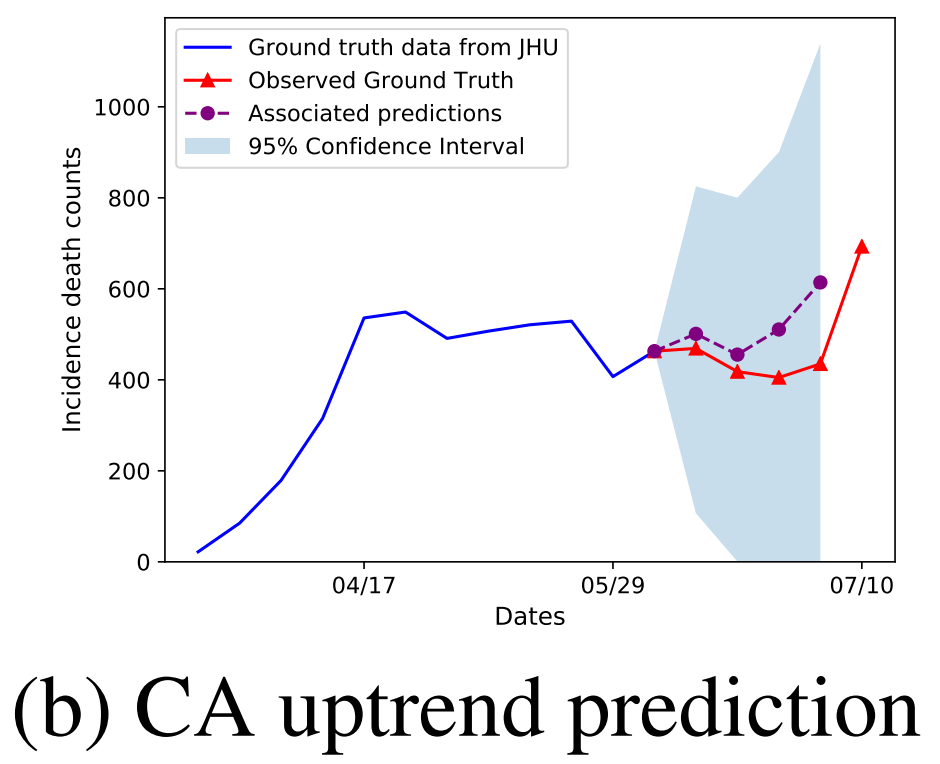 Ground truth data from JHU
Observed Ground Truth
Associated predictions
95% Confidence Interval
1000
800
600
400
200
0
Incidence death counts
04/17 05/29 07/10
Dates
(b) CA uptrend prediction